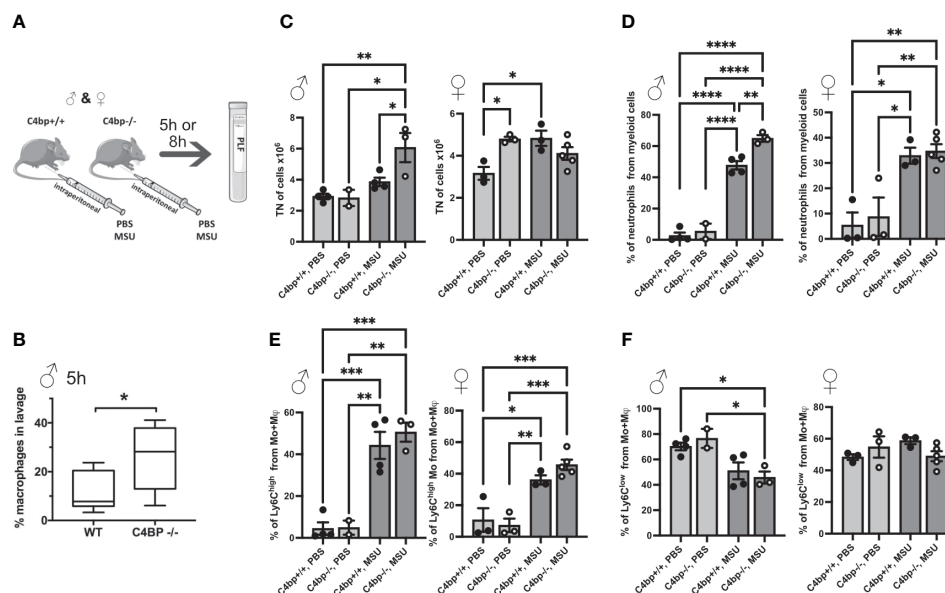 A
♂ & ♀
C4bp+/+
C4bp-/-
5h or
8h
PLF
intraperitoneal
intraperitoneal
PBS
MSU
PBS
MSU
B
♂ 5h
% macrophages in lavage
40
20
0
*
WT
C4BP -/-
C
♂
TN of cells x10⁶
8
6
4
2
0
**
*
*
C4bp+/+, PBS
C4bp-/-, PBS
C4bp+/+, MSU
C4bp-/-, MSU
♀
TN of cells x10⁶
8
6
4
2
0
*
*
C4bp+/+, PBS
C4bp-/-, PBS
C4bp+/+, MSU
C4bp-/-, MSU
D
♂
% of neutrophils from myeloid cells
80
60
40
20
0
****
****
****
**
****
C4bp+/+, PBS
C4bp-/-, PBS
C4bp+/+, MSU
C4bp-/-, MSU
♀
% of neutrophils from myeloid cells
50
40
30
20
10
0
**
**
*
*
C4bp+/+, PBS
C4bp-/-, PBS
C4bp+/+, MSU
C4bp-/-, MSU
E
♂
% of Ly6Cʰⁱᵍʰ from Mo+Mφ
60
40
20
0
***
**
***
**
C4bp+/+, PBS
C4bp-/-, PBS
C4bp+/+, MSU
C4bp-/-, MSU
♀
% of Ly6Cʰⁱᵍʰ Mo from Mo+Mφ
80
60
40
20
0
***
***
*
**
C4bp+/+, PBS
C4bp-/-, PBS
C4bp+/+, MSU
C4bp-/-, MSU
F
♂
% of Ly6Cˡᵒʷ from Mo+Mφ
100
80
60
40
20
0
*
*
C4bp+/+, PBS
C4bp-/-, PBS
C4bp+/+, MSU
C4bp-/-, MSU
♀
% of Ly6Cˡᵒʷ from Mo+Mφ
80
60
40
20
0
C4bp+/+, PBS
C4bp-/-, PBS
C4bp+/+, MSU
C4bp-/-, MSU